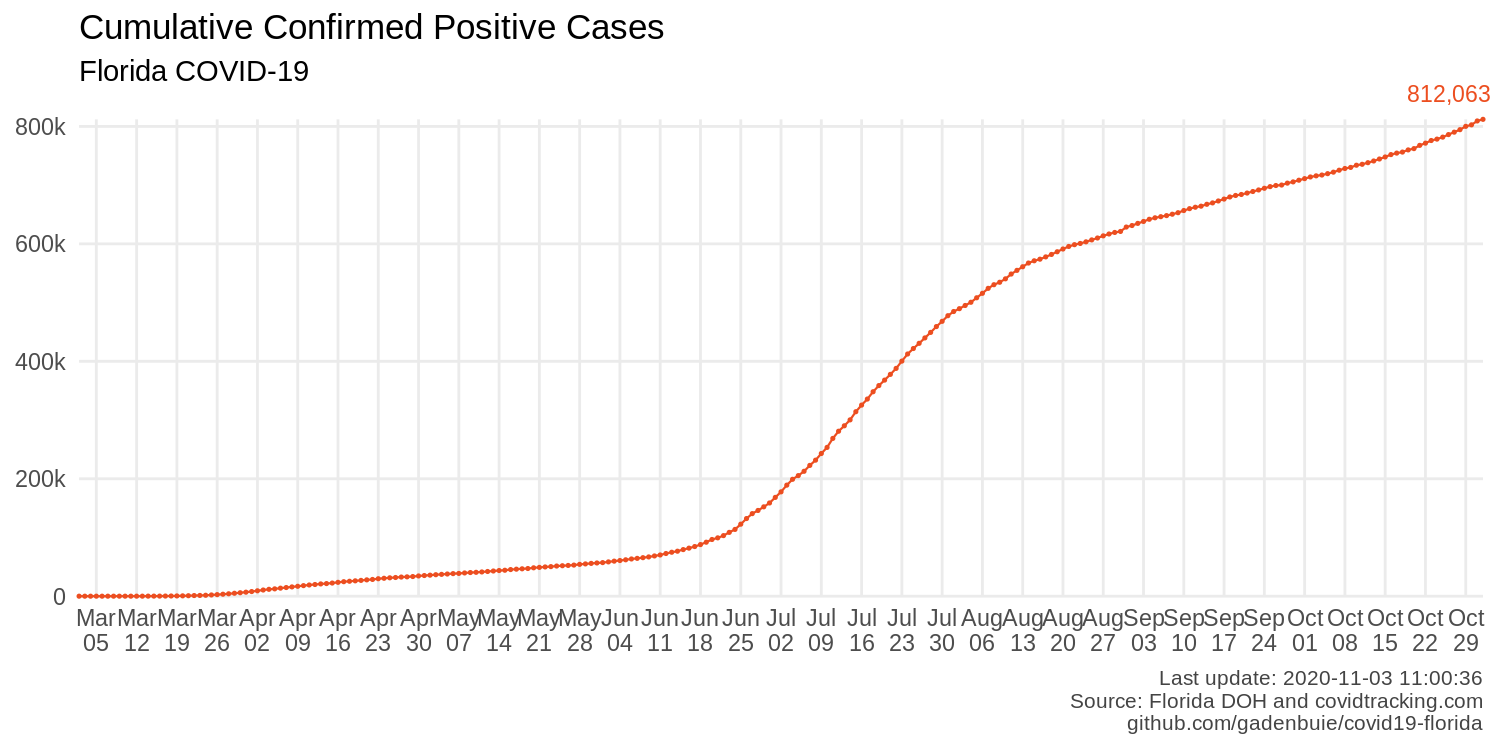 Cumulative Confirmed Positive Cases
Florida COVID-19
812,063
800k
600k
400k
200k
0
Mar Mar Mar Mar Apr Apr Apr Apr Apr May May May May Jun Jun Jun Jun Jul Jul Jul Jul Jul Aug Aug Aug Aug Sep Sep Sep Sep Oct Oct Oct Oct Oct
05 12 19 26 02 09 16 23 30 07 14 21 28 04 11 18 25 02 09 16 23 30 06 13 20 27 03 10 17 24 01 08 15 22 29
Last update: 2020-11-03 11:00:36
Source: Florida DOH and covidtracking.com
github.com/gadenbuie/covid19-florida